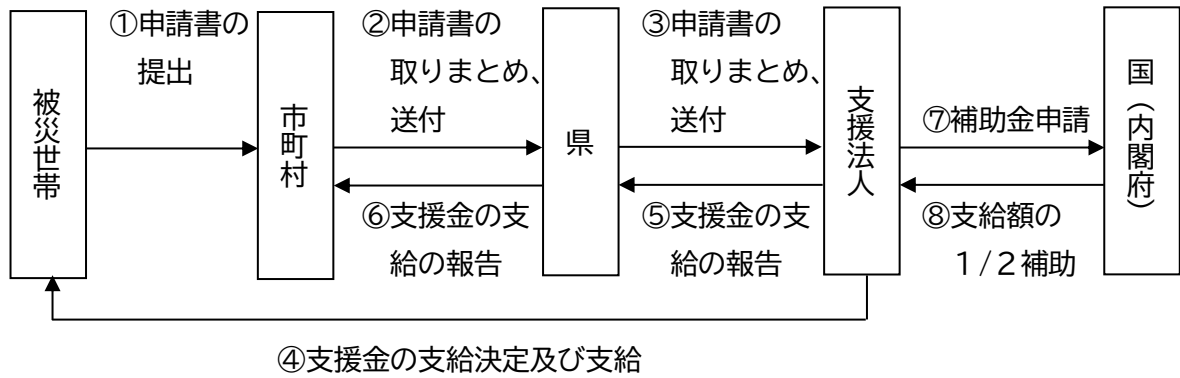 被災世帯
①申請書の
提出
市町村
②申請書の
取りまとめ、
送付
⑥支援金の支
給の報告
県
③申請書の
取りまとめ、
送付
⑤支援金の支
給の報告
支援法人
⑦補助金申請
⑧支給額の
１/２補助
国（内閣府）
④支援金の支給決定及び支給